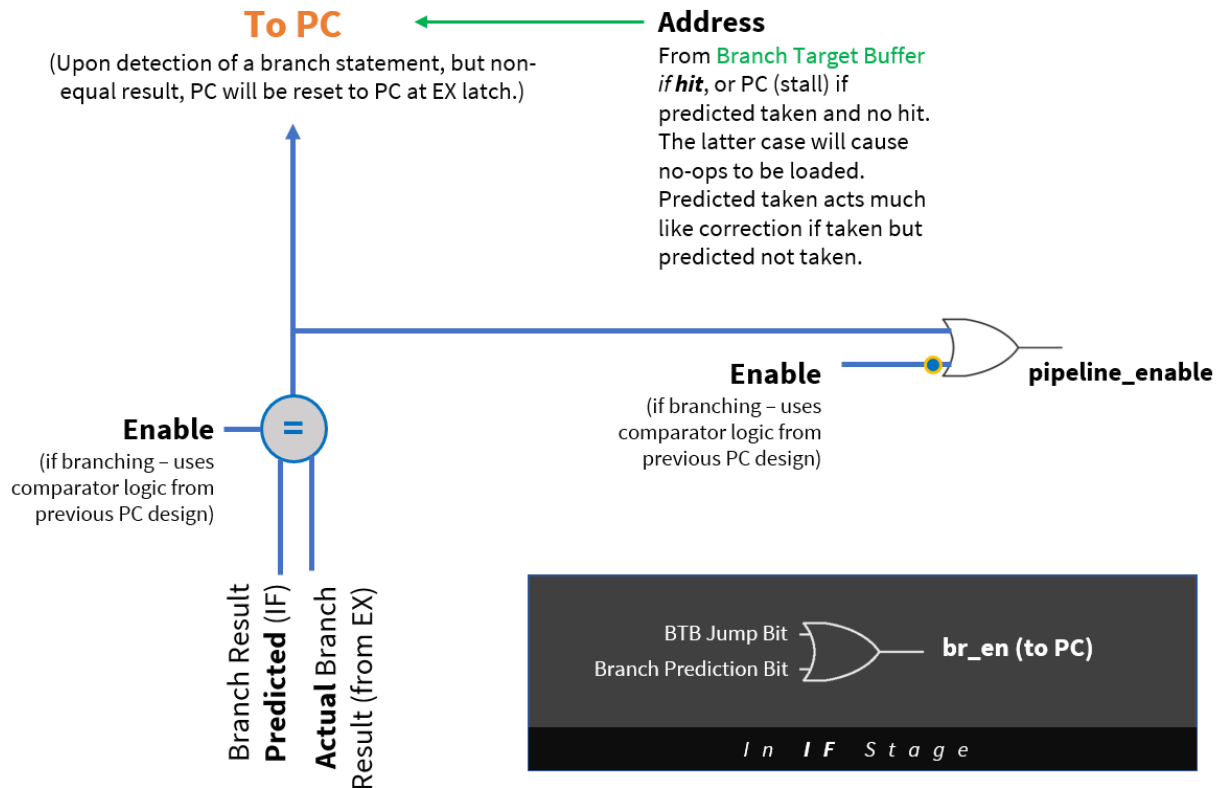 To PC
(Upon detection of a branch statement, but non-
equal result, PC will be reset to PC at EX latch.)
Address
From Branch Target Buffer
if hit, or PC (stall) if
predicted taken and no hit.
The latter case will cause
no-ops to be loaded.
Predicted taken acts much
like correction if taken but
predicted not taken.
Enable
(if branching – uses
comparator logic from
previous PC design)
pipeline_enable
Enable
(if branching – uses
comparator logic from
previous PC design)
=
Branch Result
Predicted (IF)
Actual Branch
Result (from EX)
BTB Jump Bit
Branch Prediction Bit
br_en (to PC)
In IF Stage